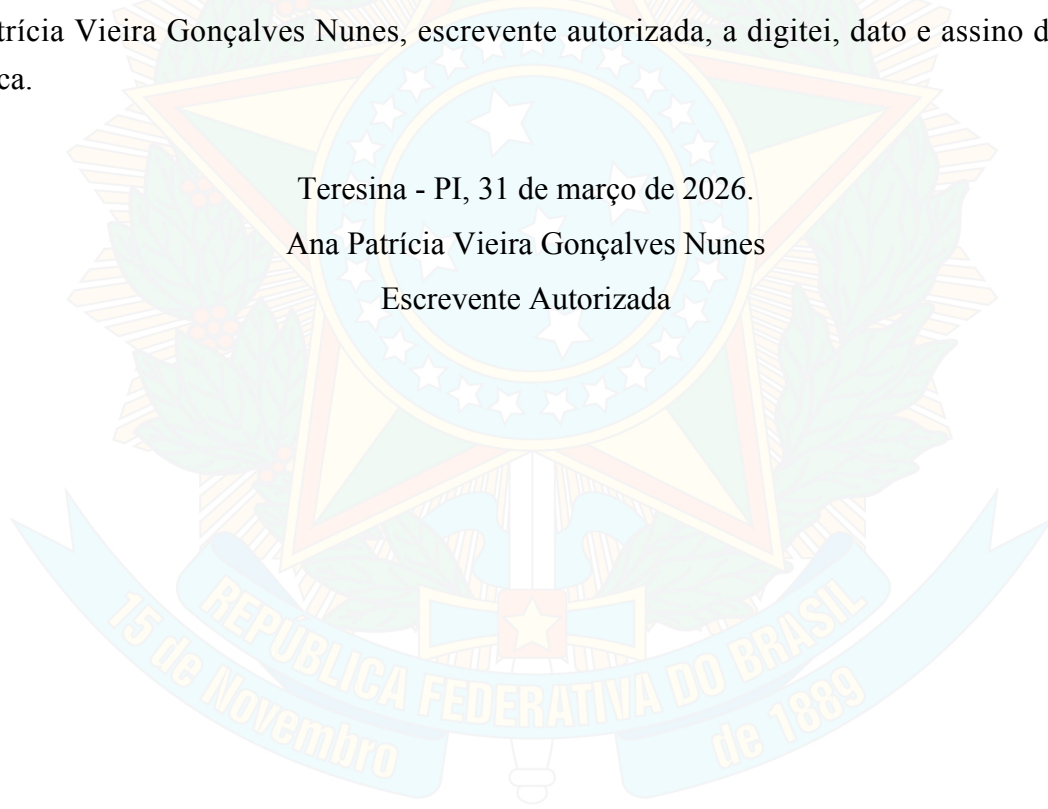 trícia Vieira Gonçalves Nunes, escrevente autorizada, a digitei, dato e assino d
ca.
Teresina - PI, 31 de março de 2026.
Ana Patrícia Vieira Gonçalves Nunes
Escrevente Autorizada
REPÚBLICA FEDERATIVA DO BRASIL
15 de Novembro de 1889